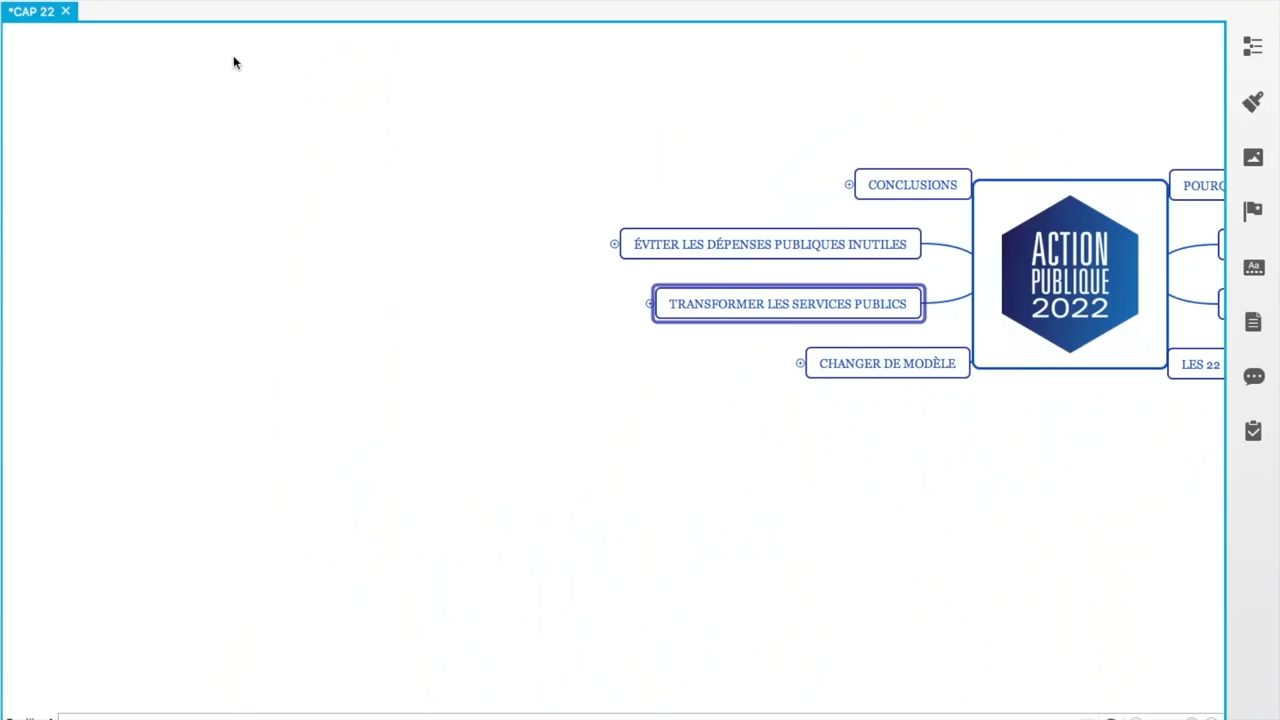 *CAP 22
CONCLUSIONS
POURQ
ÉVITER LES DÉPENSES PUBLIQUES INUTILES
ACTION
PUBLIQUE
2022
TRANSFORMER LES SERVICES PUBLICS
CHANGER DE MODÈLE
LES 22
Aa